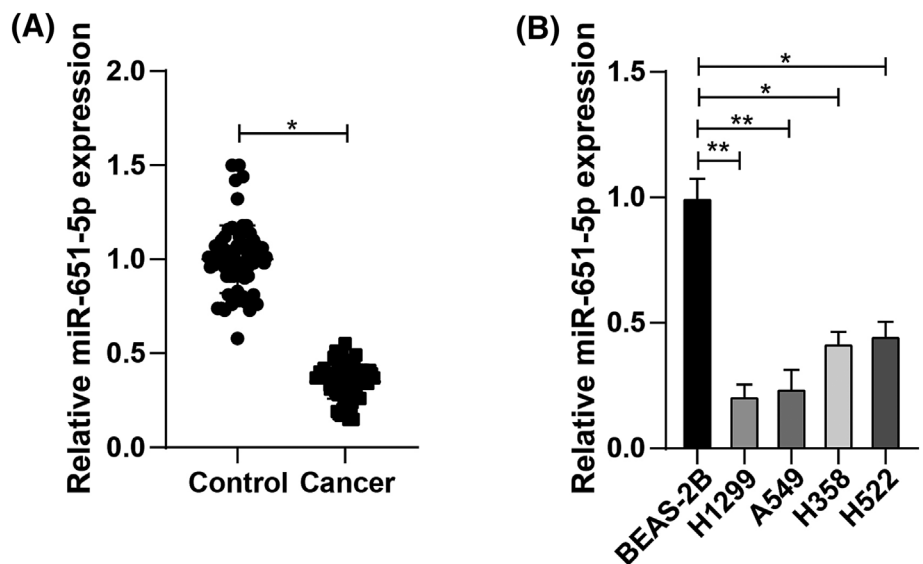 (A)
Relative miR-651-5p expression
2.0
1.5
1.0
0.5
0.0
*
Control Cancer
(B)
Relative miR-651-5p expression
1.5
1.0
0.5
0.0
*
*
**
**
BEAS-2B
H1299
A549
H358
H522